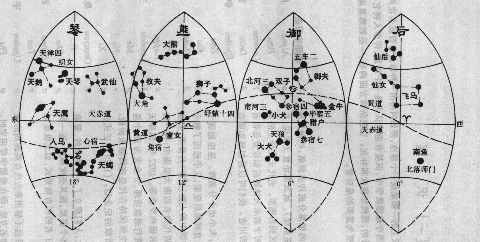 琴
天津四
织女
天鹅
天琴
武仙
天鹰
天赤道
东
人马
心宿二
天蝎
18ʰ
熊
大熊
牧夫
大角
狮子
轩辕十四
黄道
室女
角宿
12ʰ
御
五车二
北河三
双子
御夫
南河三
参宿四
金牛
小犬
毕宿五
猎户
天狼
参宿七
大犬
6ʰ
后
仙后
仙女
飞马
黄道
天赤道
西
南鱼
北落师门
0ʰ